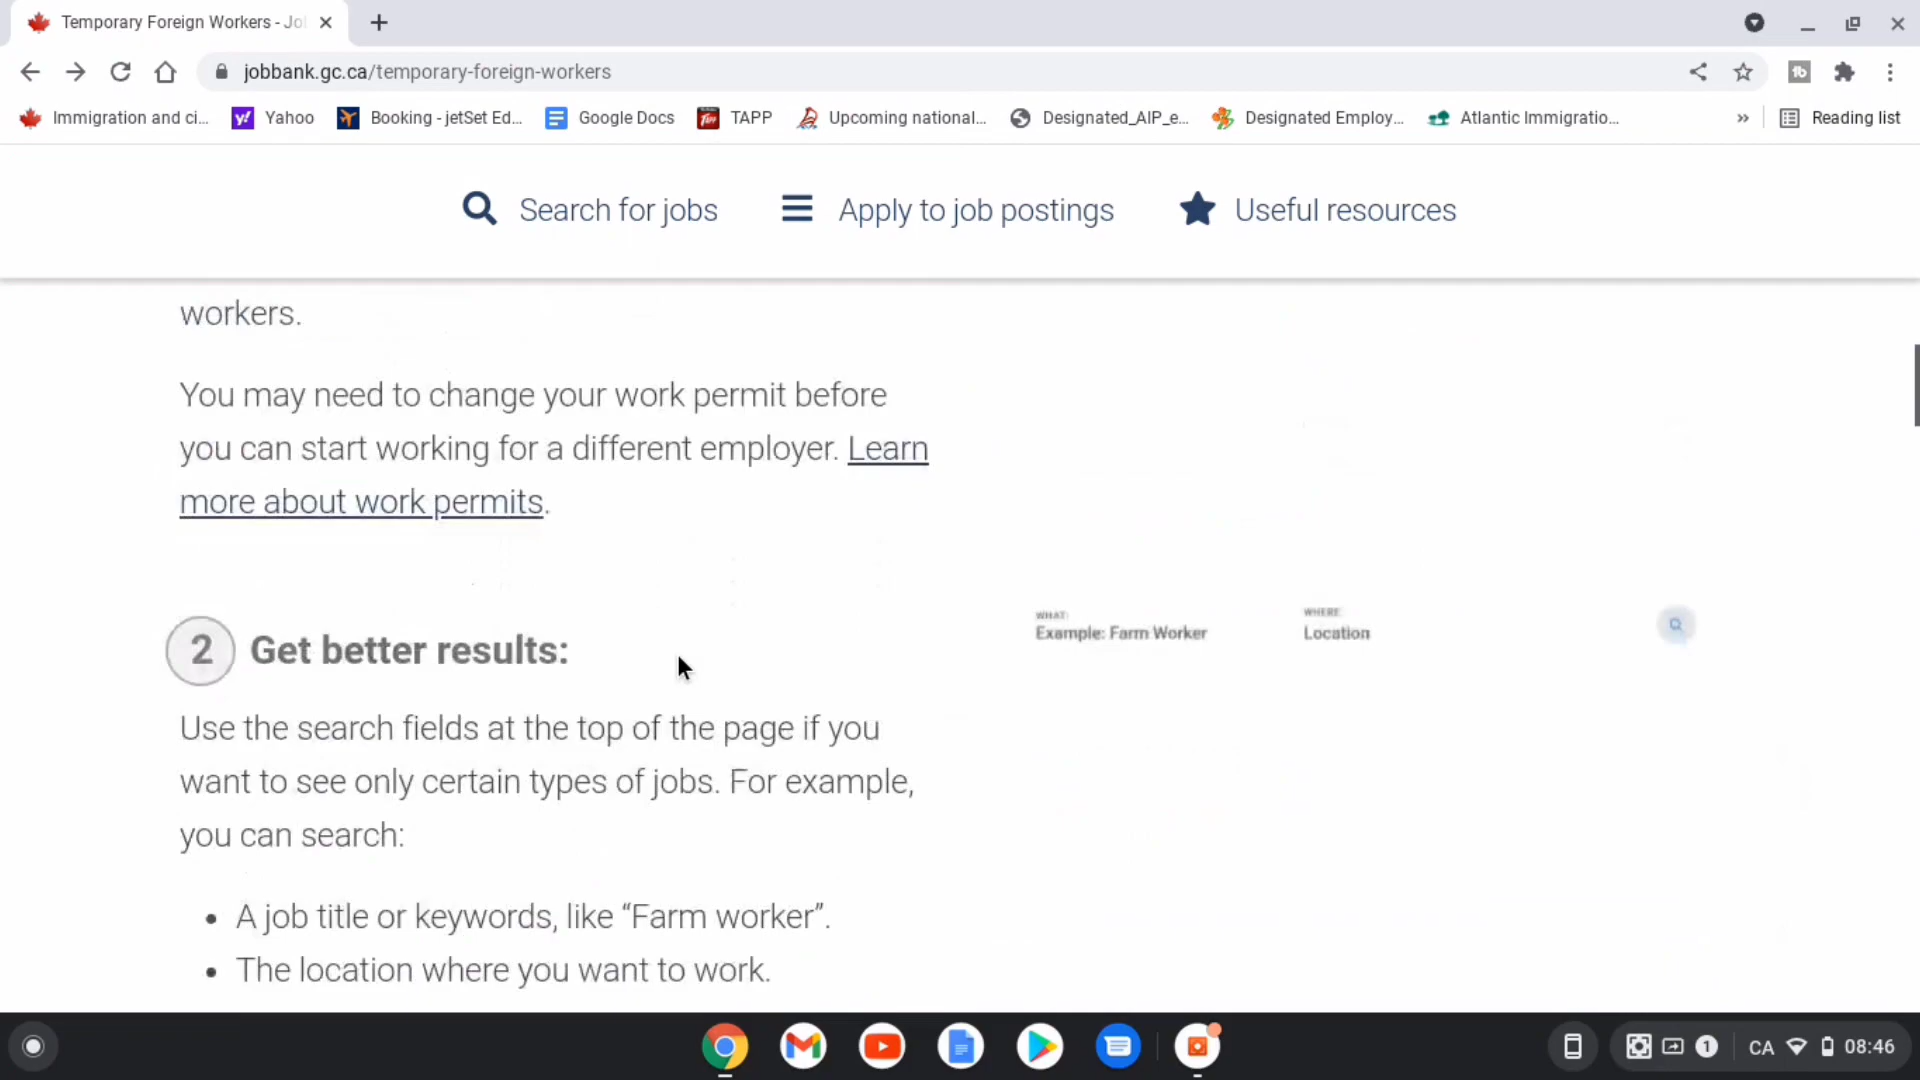 Temporary Foreign Workers - Jo
jobbank.gc.ca/temporary-foreign-workers
Immigration and ci... Yahoo Booking - jetSet Ed... Google Docs TAPP Upcoming national... Designated_AIP_e... Designated Employ... Atlantic Immigratio... » Reading list
Search for jobs Apply to job postings Useful resources
workers.
You may need to change your work permit before
you can start working for a different employer. Learn
more about work permits.
2 Get better results:
WHAT: WHERE
Example: Farm Worker Location
Use the search fields at the top of the page if you
want to see only certain types of jobs. For example,
you can search:
• A job title or keywords, like “Farm worker”.
• The location where you want to work.
1 CA 08:46